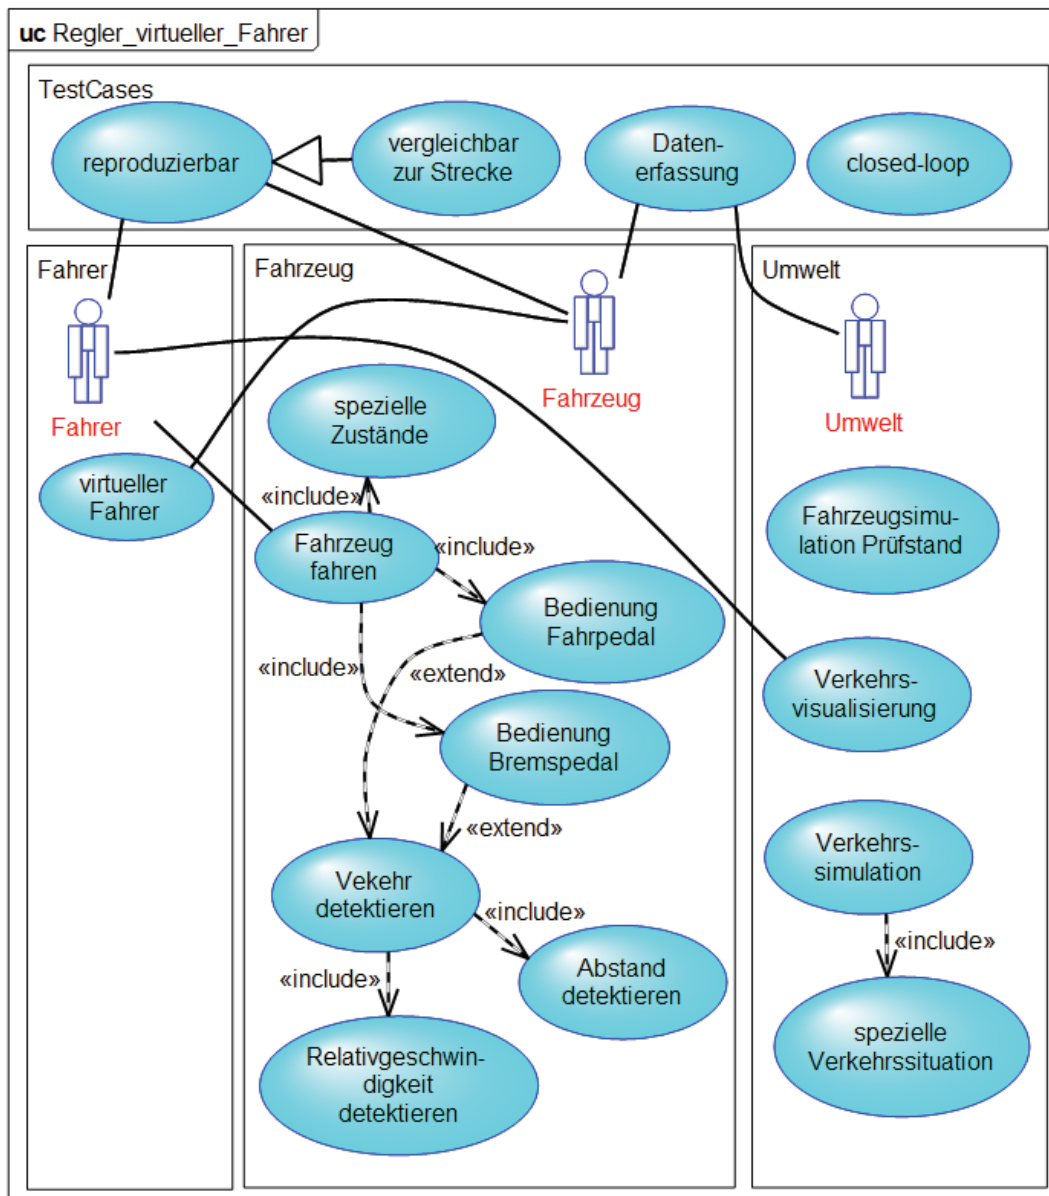 uc Regler_virtueller_Fahrer
TestCases
reproduzierbar
vergleichbar
zur Strecke
Daten-
erfassung
closed-loop
Fahrer
Fahrer
virtueller
Fahrer
Fahrzeug
Fahrzeug
spezielle
Zustände
«include»
Fahrzeug
fahren
«include»
Bedienung
Fahrpedal
«include»
«extend»
Bedienung
Bremspedal
«extend»
Vekehr
detektieren
«include»
Abstand
detektieren
«include»
Relativgeschwin-
digkeit
detektieren
Umwelt
Umwelt
Fahrzeugsimu-
lation Prüfstand
Verkehrs-
visualisierung
Verkehrs-
simulation
«include»
spezielle
Verkehrssituation